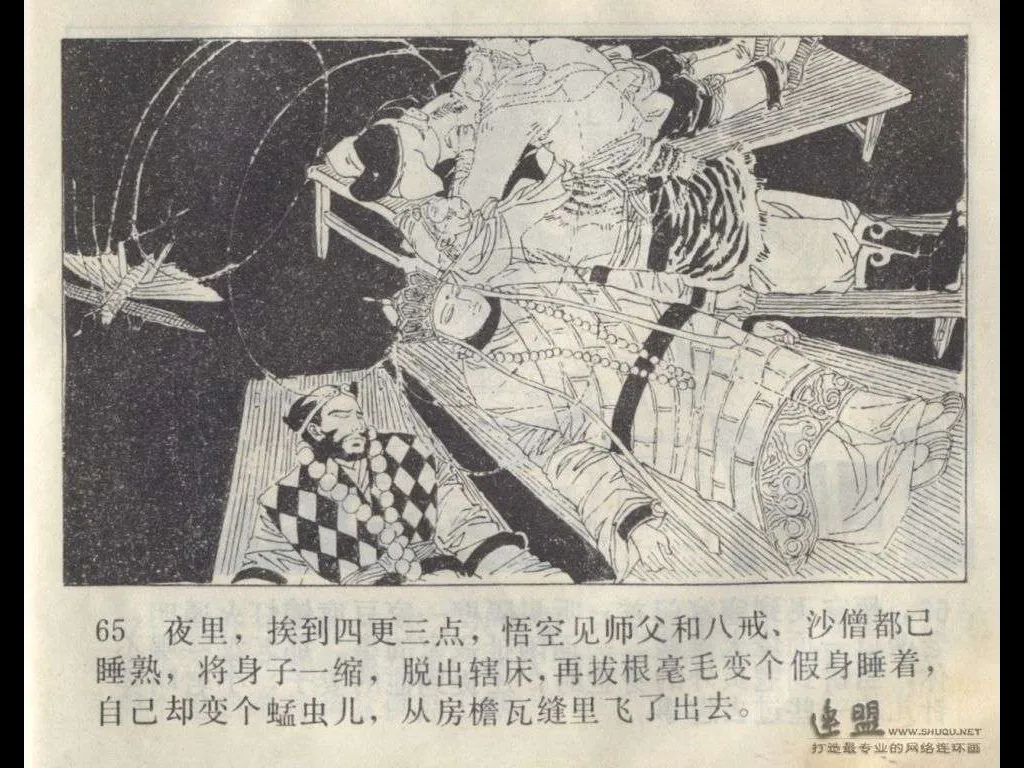 65 夜里，挨到四更三点，悟空见师父和八戒、沙僧都已
睡熟，将身子一缩，脱出辖床，再拔根毫毛变个假身睡着，
自己却变个蜢虫儿，从房檐瓦缝里飞了出去。
连盟 WWW.SHUQU.NET
打造最专业的网络连环画